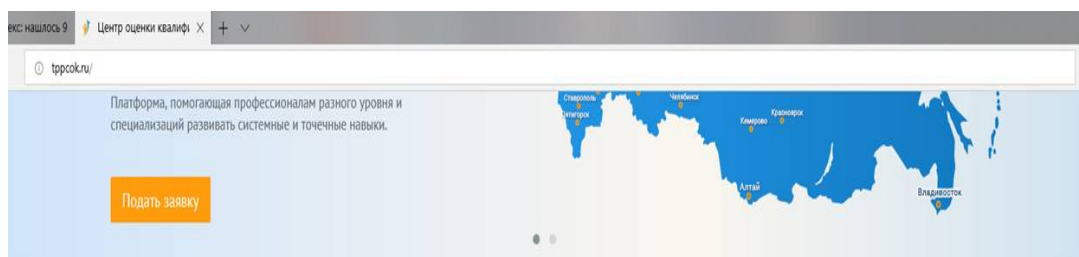 екс: нашлось 9
Центр оценки квалифи
tppcok.ru/
Платформа, помогающая профессионалам разного уровня и
специализаций развивать системные и точечные навыки.
Подать заявку
Ставрополь
Пятигорск
Челябинск
Кемерово
Красноярск
Алтай
Владивосток